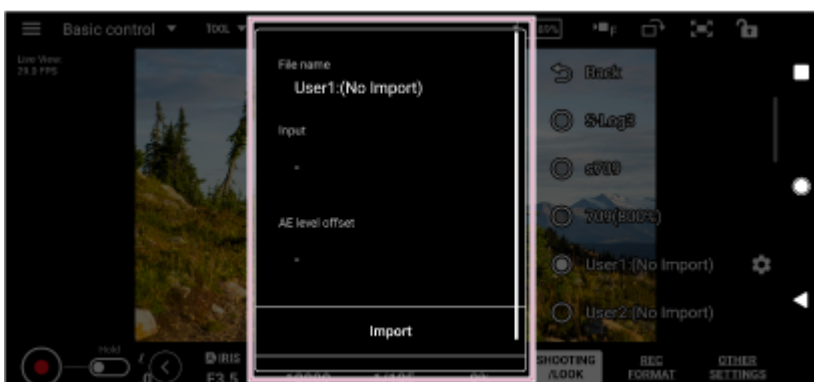 Basic control
TOOL
Live View:
29.8 FPS
File name
User1:(No Import)
Input
-
AE level offset
-
Import
Back
S-Log3
s709
709(800%)
User1:(No Import)
User2:(No Import)
Hold
IRIS
F3.5
SHOOTING
/LOOK
REC
FORMAT
OTHER
SETTINGS